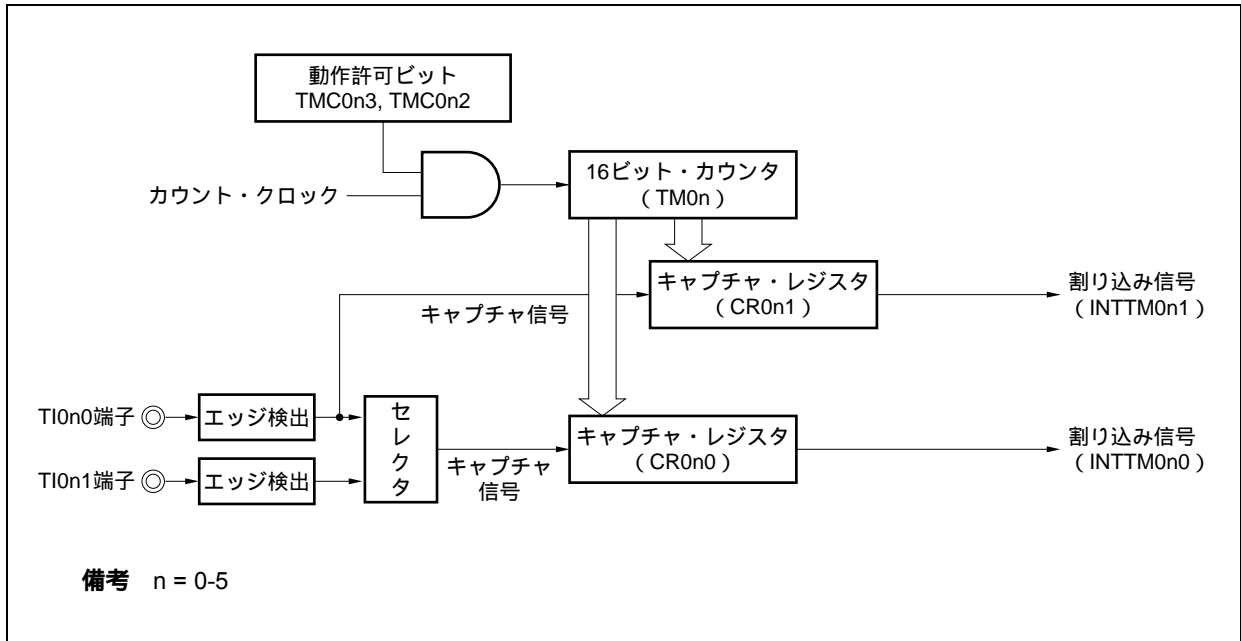 動作許可ビット
TMC0n3, TMC0n2
カウント・クロック
16ビット・カウンタ
（TM0n）
キャプチャ・レジスタ
（CR0n1）
割り込み信号
（INTTM0n1）
キャプチャ信号
TI0n0端子
エッジ検出
TI0n1端子
エッジ検出
セレクタ
キャプチャ
信号
キャプチャ・レジスタ
（CR0n0）
割り込み信号
（INTTM0n0）
備考 n = 0-5